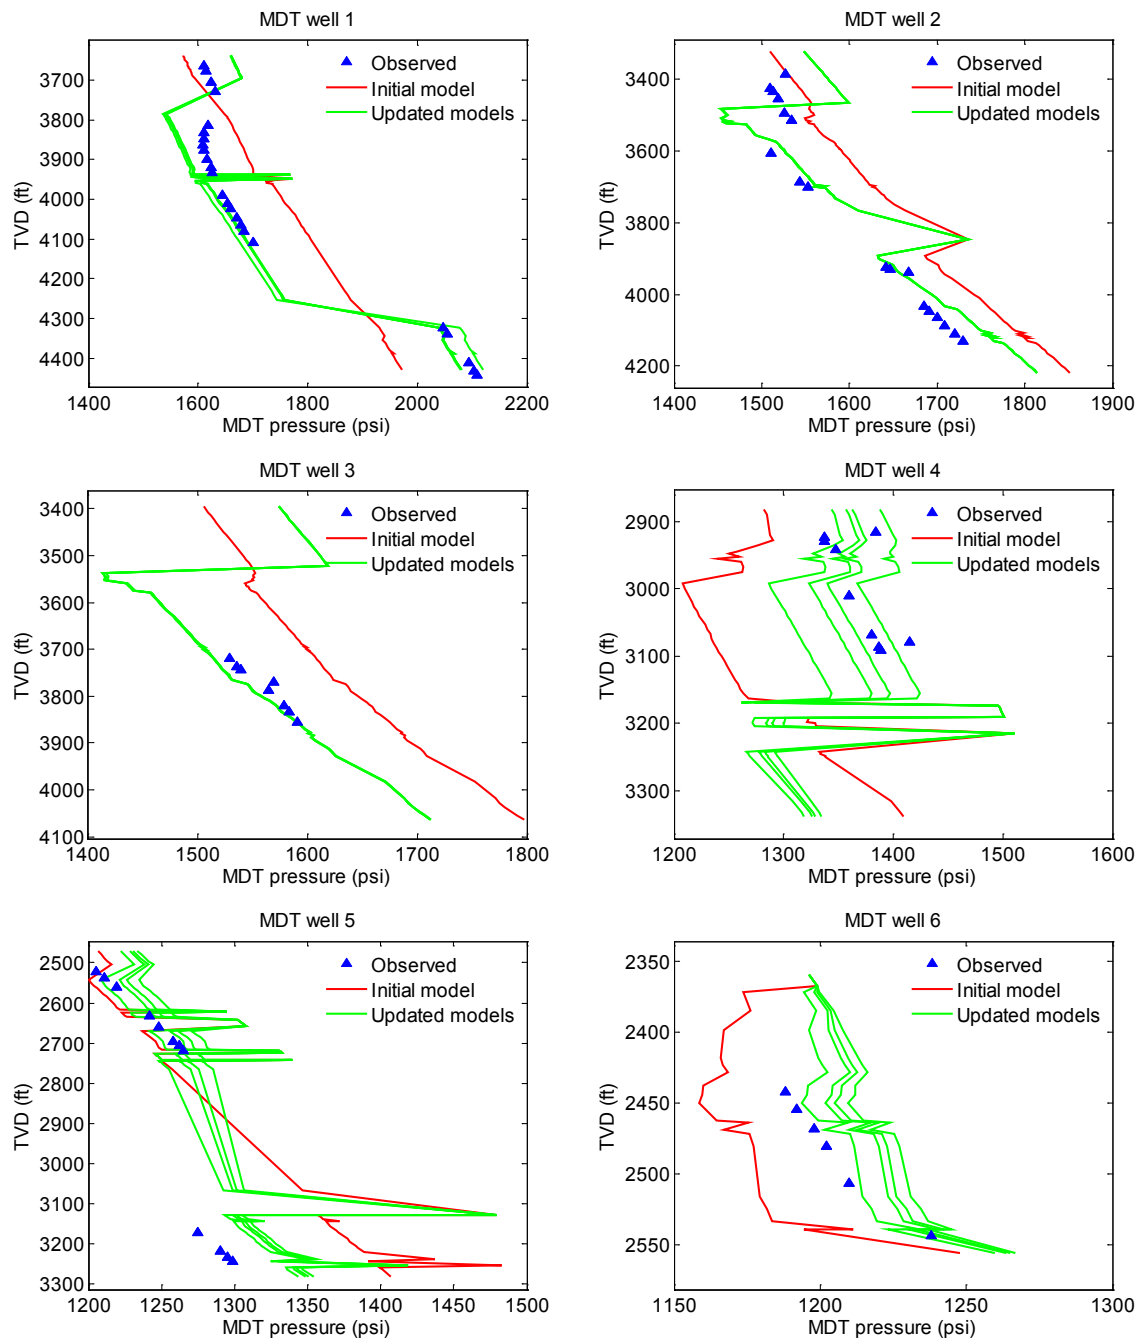 MDT well 1
3700
3800
3900
4000
4100
4200
4300
4400
TVD (ft)
Observed
Initial model
Updated models
1400
1600
1800
2000
2200
MDT pressure (psi)
MDT well 2
3400
3600
3800
4000
4200
TVD (ft)
Observed
Initial model
Updated models
1400
1500
1600
1700
1800
1900
MDT pressure (psi)
MDT well 3
3400
3500
3600
3700
3800
3900
4000
4100
TVD (ft)
Observed
Initial model
Updated models
1400
1500
1600
1700
1800
MDT pressure (psi)
MDT well 4
2900
3000
3100
3200
3300
TVD (ft)
Observed
Initial model
Updated models
1200
1300
1400
1500
1600
MDT pressure (psi)
MDT well 5
2500
2600
2700
2800
2900
3000
3100
3200
3300
TVD (ft)
Observed
Initial model
Updated models
1200
1250
1300
1350
1400
1450
1500
MDT pressure (psi)
MDT well 6
2350
2400
2450
2500
2550
TVD (ft)
Observed
Initial model
Updated models
1150
1200
1250
1300
MDT pressure (psi)